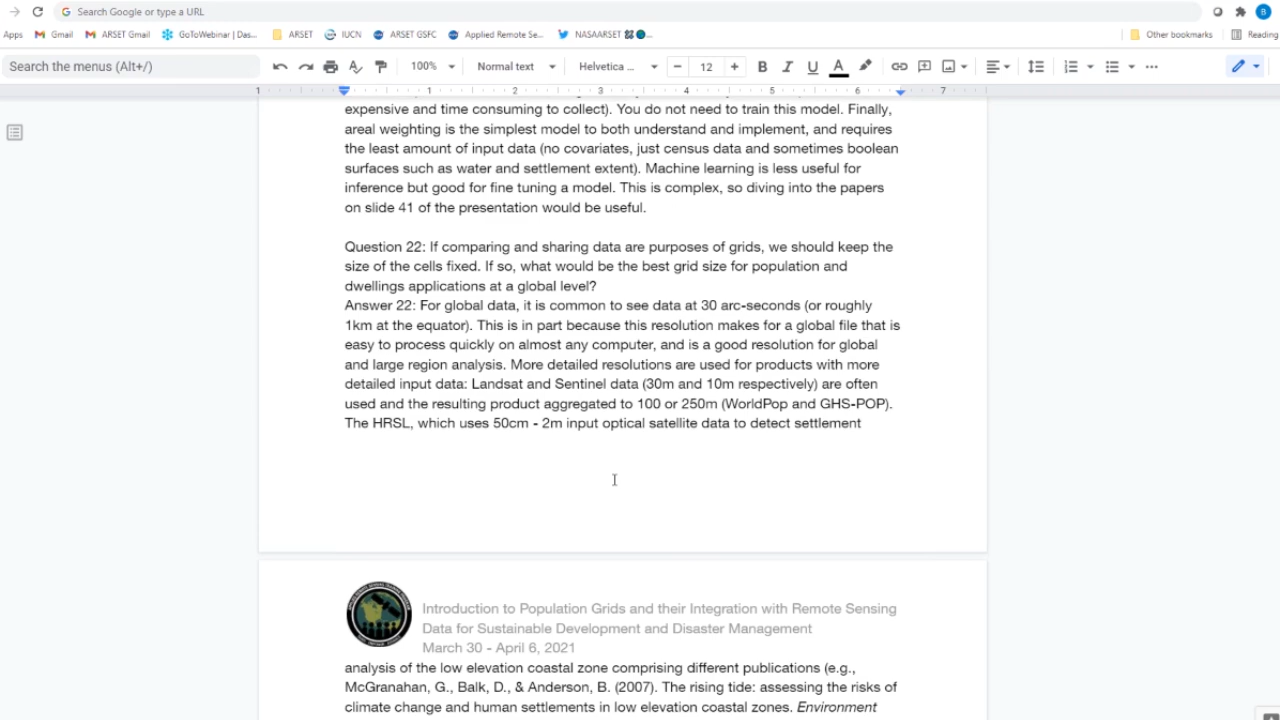 Search Google or type a URL
B
Apps Gmail ARSET Gmail GoToWebinar | Das... ARSET IUCN ARSET GSFC Applied Remote Se... NASAARSET Other bookmarks Reading
Search the menus (Alt+/) 100% Normal text Helvetica ... − 12 + B I U A
1 1 2 3 4 5 6 7
expensive and time consuming to collect). You do not need to train this model. Finally,
areal weighting is the simplest model to both understand and implement, and requires
the least amount of input data (no covariates, just census data and sometimes boolean
surfaces such as water and settlement extent). Machine learning is less useful for
inference but good for fine tuning a model. This is complex, so diving into the papers
on slide 41 of the presentation would be useful.
Question 22: If comparing and sharing data are purposes of grids, we should keep the
size of the cells fixed. If so, what would be the best grid size for population and
dwellings applications at a global level?
Answer 22: For global data, it is common to see data at 30 arc-seconds (or roughly
1km at the equator). This is in part because this resolution makes for a global file that is
easy to process quickly on almost any computer, and is a good resolution for global
and large region analysis. More detailed resolutions are used for products with more
detailed input data: Landsat and Sentinel data (30m and 10m respectively) are often
used and the resulting product aggregated to 100 or 250m (WorldPop and GHS-POP).
The HRSL, which uses 50cm - 2m input optical satellite data to detect settlement
Introduction to Population Grids and their Integration with Remote Sensing
Data for Sustainable Development and Disaster Management
March 30 - April 6, 2021
analysis of the low elevation coastal zone comprising different publications (e.g.,
McGranahan, G., Balk, D., & Anderson, B. (2007). The rising tide: assessing the risks of
climate change and human settlements in low elevation coastal zones. Environment